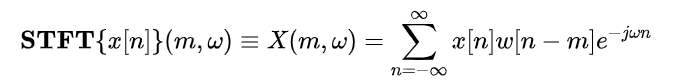 STFT{x[n]}(m, ω) ≡ X(m, ω) = ∑_{n=−∞}^{∞} x[n]w[n − m]e^{−jωn}